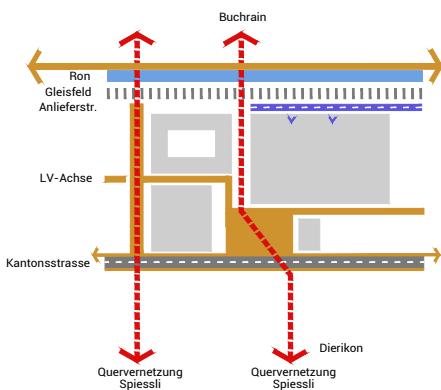 Buchrain
Ron
Gleisfeld
Anlieferstr.
LV-Achse
Kantonsstrasse
Dierikon
Quervernetzung
Spiessli
Quervernetzung
Spiessli